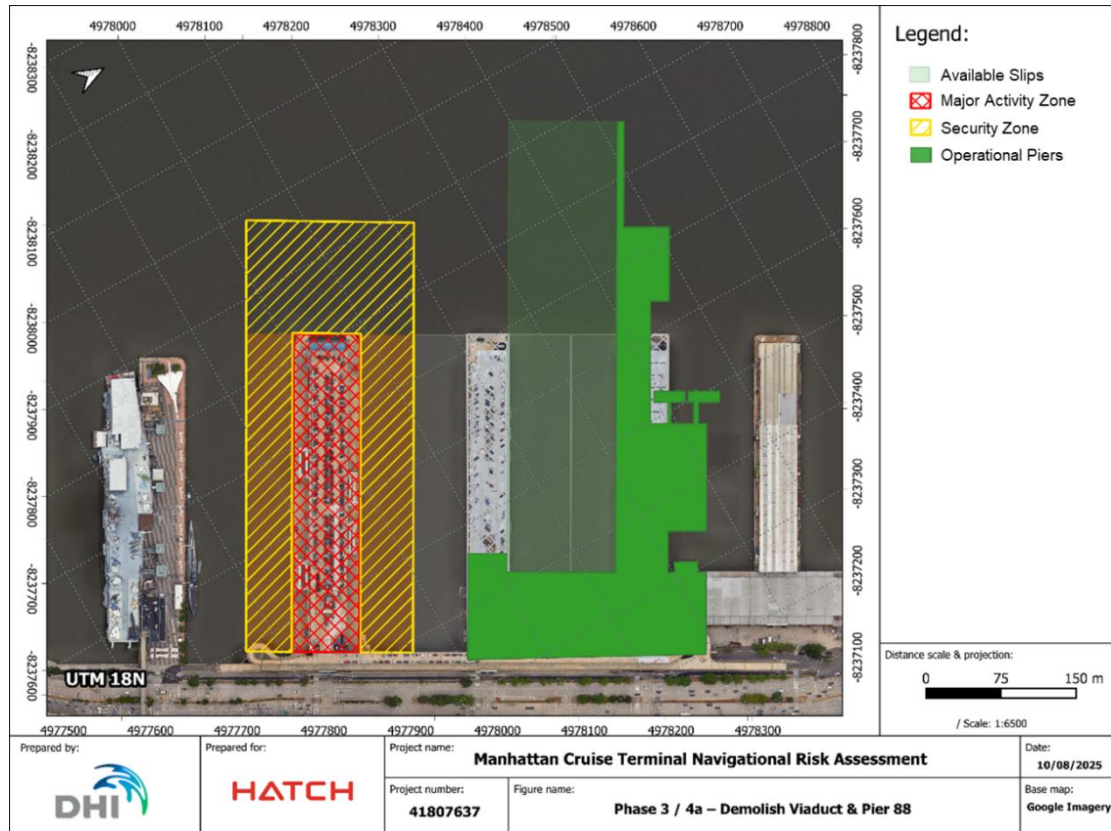 4978000 4978100 4978200 4978300 4978400 4978500 4978600 4978700 4978800
-8238300
-8238200
-8238100
-8238000
-8237900
-8237800
-8237700
-8237600
-8237800
-8237700
-8237600
-8237500
-8237400
-8237300
-8237200
-8237100
UTM 18N
4977500 4977600 4977700 4977800 4977900 4978000 4978100 4978200 4978300
Legend:
Available Slips
Major Activity Zone
Security Zone
Operational Piers
Distance scale & projection:
0 75 150 m
/ Scale: 1:6500
Prepared by:
DHI
Prepared for:
HATCH
Project name:
Manhattan Cruise Terminal Navigational Risk Assessment
Project number:
41807637
Figure name:
Phase 3 / 4a – Demolish Viaduct & Pier 88
Date:
10/08/2025
Base map:
Google Imagery